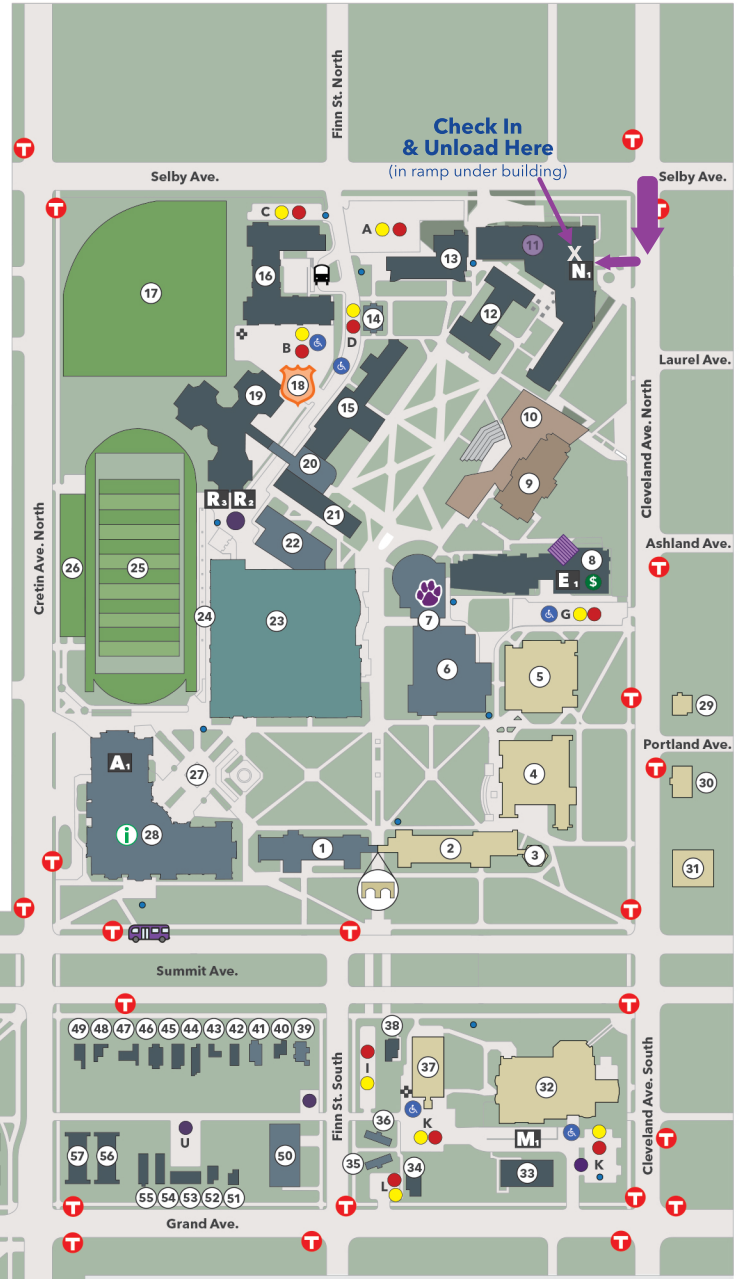 Finn St. North
Check In
& Unload Here
(in ramp under building)
T
T
Selby Ave.
Selby Ave.
T
T
C
A
11
13
X
N1
16
17
12
14
D
B
Laurel Ave.
18
19
15
10
Cleveland Ave. North
20
9
R3
R2
21
22
Ashland Ave.
Cretin Ave. North
26
25
8
T
E1
$
7
24
23
G
6
5
T
29
A1
27
4
Portland Ave.
T
30
i
28
1
2
3
T
31
T
T
T
T
Summit Ave.
T
T
49
48
47
46
45
44
43
42
41
40
39
38
I
37
32
Finn St. South
Cleveland Ave. South
36
K
U
M1
T
K
57
56
50
35
34
33
L
55
54
53
52
51
T
T
T
T
Grand Ave.
T
T
T